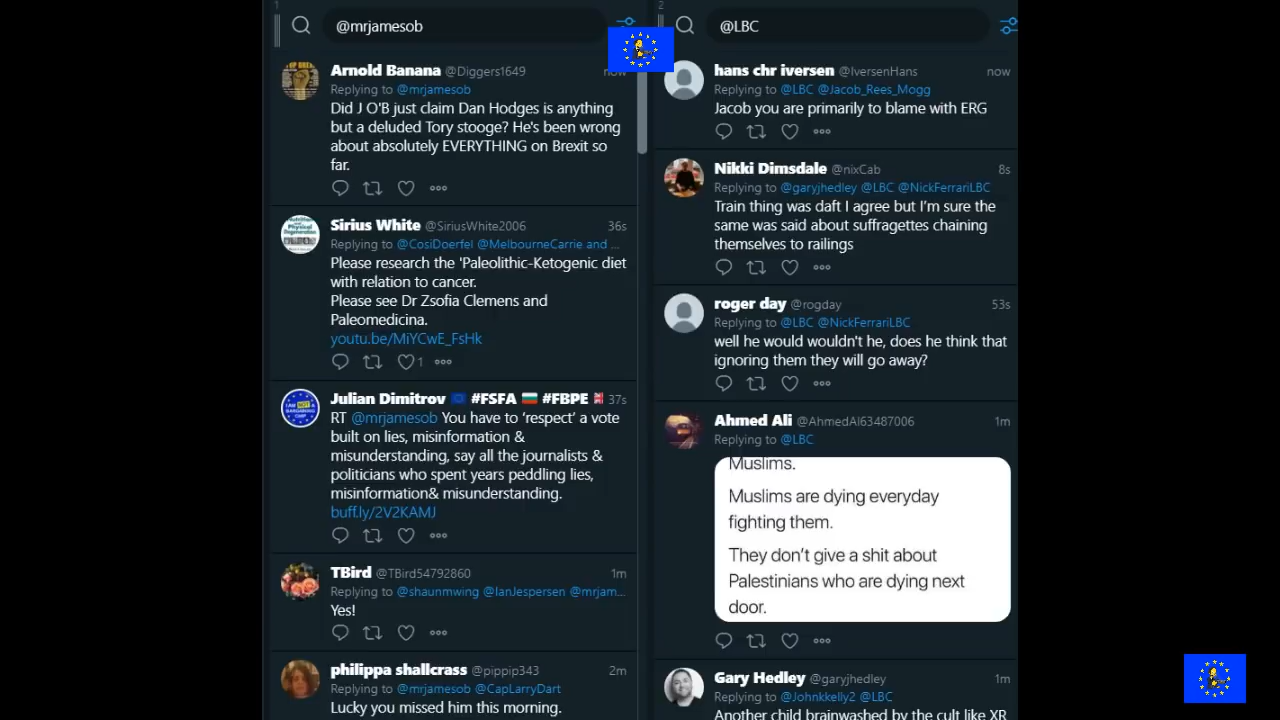 1
@mrjamesob
Arnold Banana @Diggers1649 now
Replying to @mrjamesob
Did J O'B just claim Dan Hodges is anything
but a deluded Tory stooge? He's been wrong
about absolutely EVERYTHING on Brexit so
far.
Sirius White @SiriusWhite2006 36s
Replying to @CosiDoerfel @MelbourneCarrie and ...
Please research the 'Paleolithic-Ketogenic diet
with relation to cancer.
Please see Dr Zsofia Clemens and
Paleomedicina.
youtu.be/MiYCwE_FsHk
1
Julian Dimitrov #FSFA #FBPE 37s
RT @mrjamesob You have to ‘respect’ a vote
built on lies, misinformation &
misunderstanding, say all the journalists &
politicians who spent years peddling lies,
misinformation& misunderstanding.
buff.ly/2V2KAMJ
TBird @TBird54792860 1m
Replying to @shaunmwing @IanJespersen @mrjam...
Yes!
philippa shallcrass @pippip343 2m
Replying to @mrjamesob @CapLarryDart
Lucky you missed him this morning.
2
@LBC
hans chr iversen @IversenHans now
Replying to @LBC @Jacob_Rees_Mogg
Jacob you are primarily to blame with ERG
Nikki Dimsdale @nixCab 8s
Replying to @garyjhedley @LBC @NickFerrariLBC
Train thing was daft I agree but I’m sure the
same was said about suffragettes chaining
themselves to railings
roger day @rogday 53s
Replying to @LBC @NickFerrariLBC
well he would wouldn't he, does he think that
ignoring them they will go away?
Ahmed Ali @AhmedAl63487006 1m
Replying to @LBC
Muslims.
Muslims are dying everyday
fighting them.
They don’t give a shit about
Palestinians who are dying next
door.
Gary Hedley @garyjhedley 1m
Replying to @Johnkkelly2 @LBC
Another child brainwashed by the cult like XR